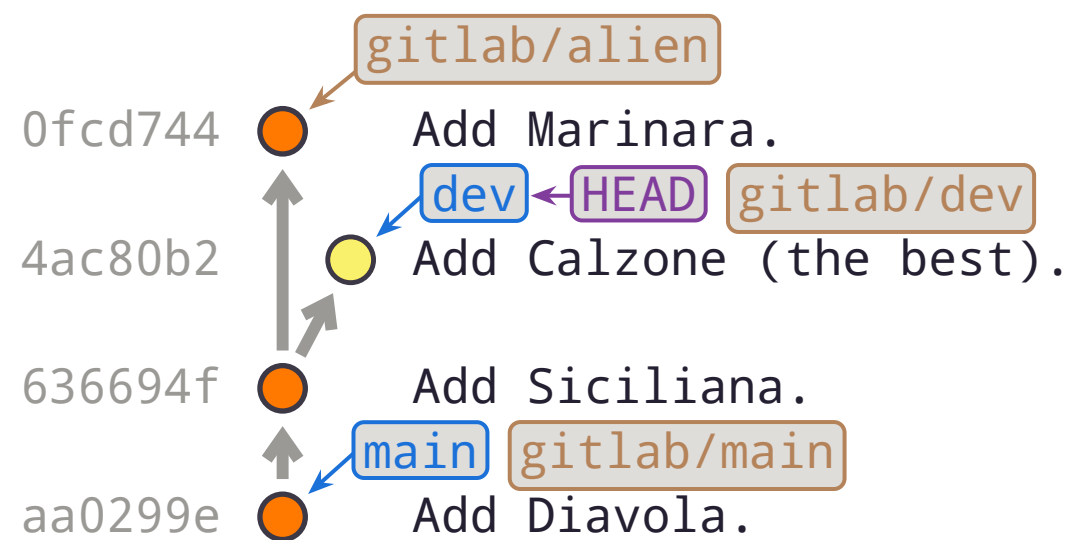 gitlab/alien
0fcd744 Add Marinara.
dev HEAD gitlab/dev
4ac80b2 Add Calzone (the best).
636694f Add Siciliana.
main gitlab/main
aa0299e Add Diavola.